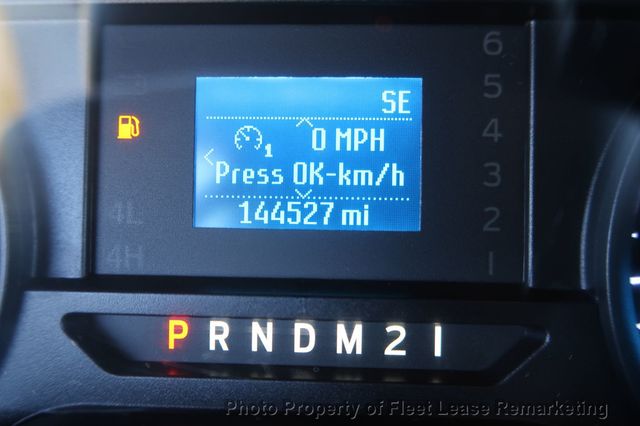 6
SE
5
0 MPH
4
1
Press OK-km/h
3
144527 mi
4L
2
4H
1
P R N D M 2 1
Photo Property of Fleet Lease Remarketing